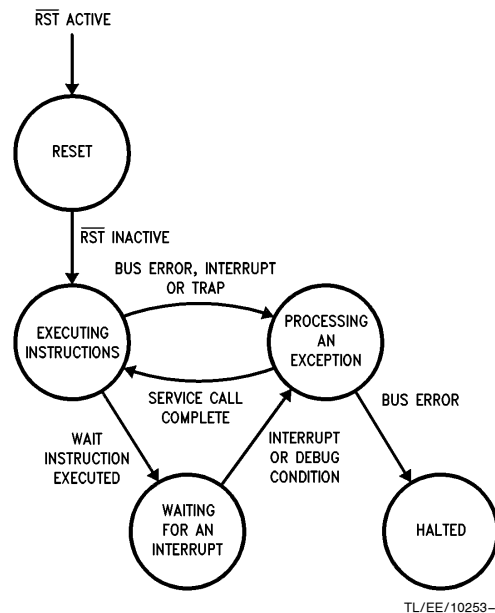 RST ACTIVE
RESET
RST INACTIVE
BUS ERROR, INTERRUPT
OR TRAP
EXECUTING
INSTRUCTIONS
PROCESSING
AN
EXCEPTION
SERVICE CALL
COMPLETE
BUS ERROR
WAIT
INSTRUCTION
EXECUTED
INTERRUPT
OR DEBUG
CONDITION
WAITING
FOR AN
INTERRUPT
HALTED
TL/EE/10253–